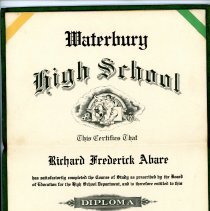 Waterbury
High School
This Certifies That
Richard Frederick Abare
has satisfactorily completed the Course of Study as prescribed by the Board
of Education for the High School Department, and is therefore entitled to this
DIPLOMA